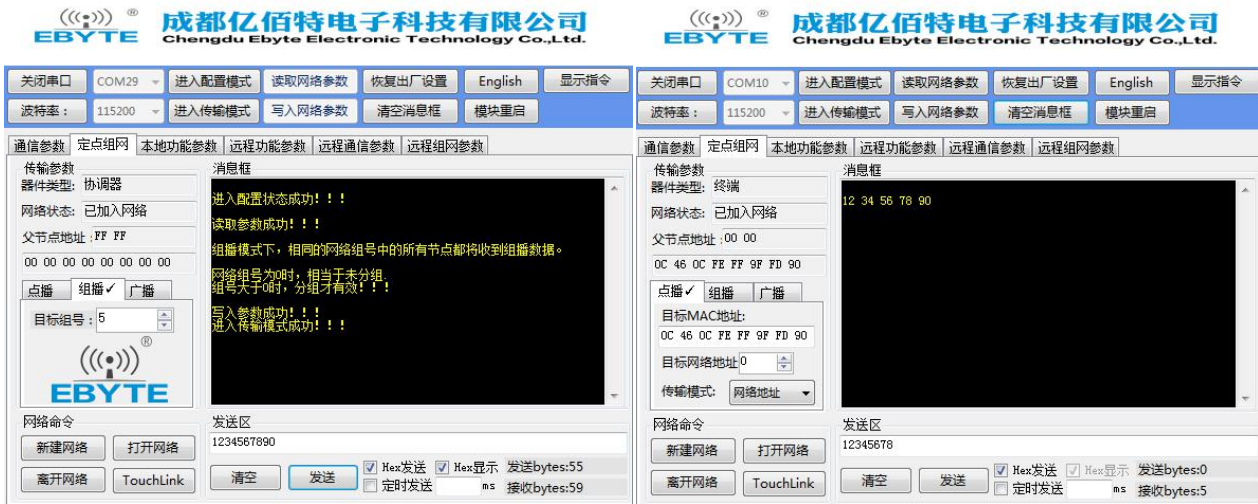 EBYTE ®
成都亿佰特电子科技有限公司
Chengdu Ebyte Electronic Technology Co.,Ltd.
关闭串口 COM29 进入配置模式 读取网络参数 恢复出厂设置 English 显示指令
波特率： 115200 进入传输模式 写入网络参数 清空消息框 模块重启
通信参数 定点组网 本地功能参数 远程功能参数 远程通信参数 远程组网参数
传输参数
器件类型: 协调器
网络状态: 已加入网络
父节点地址:FF FF
00 00 00 00 00 00 00 00
点播 组播✓ 广播
目标组号:5
®
EBYTE
消息框
进入配置状态成功！！！
读取参数成功！！！
组播模式下，相同的网络组号中的所有节点都将收到组播数据。
网络组号为0时，相当于未分组.
组号大于0时，分组才有效！！！
写入参数成功！！！
进入传输模式成功！！！
网络命令
新建网络 打开网络
离开网络 TouchLink
发送区
1234567890
清空 发送 Hex发送 Hex显示 发送bytes:55
定时发送 ms 接收bytes:59
EBYTE ®
成都亿佰特电子科技有限公司
Chengdu Ebyte Electronic Technology Co.,Ltd.
关闭串口 COM10 进入配置模式 读取网络参数 恢复出厂设置 English 显示指令
波特率： 115200 进入传输模式 写入网络参数 清空消息框 模块重启
通信参数 定点组网 本地功能参数 远程功能参数 远程通信参数 远程组网参数
传输参数
器件类型: 终端
网络状态: 已加入网络
父节点地址:00 00
0C 46 0C FE FF 9F FD 90
点播✓ 组播 广播
目标MAC地址:
0C 46 0C FE FF 9F FD 90
目标网络地址0
传输模式: 网络地址
消息框
12 34 56 78 90
网络命令
新建网络 打开网络
离开网络 TouchLink
发送区
12345678
清空 发送 Hex发送 Hex显示 发送bytes:0
定时发送 ms 接收bytes:5